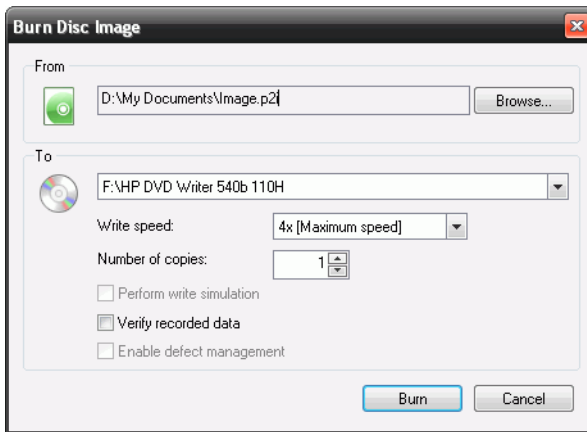 Burn Disc Image
From
D:\My Documents\Image.p2i
Browse...
To
F:\HP DVD Writer 540b 110H
Write speed:
4x [Maximum speed]
Number of copies:
1
Perform write simulation
Verify recorded data
Enable defect management
Burn
Cancel